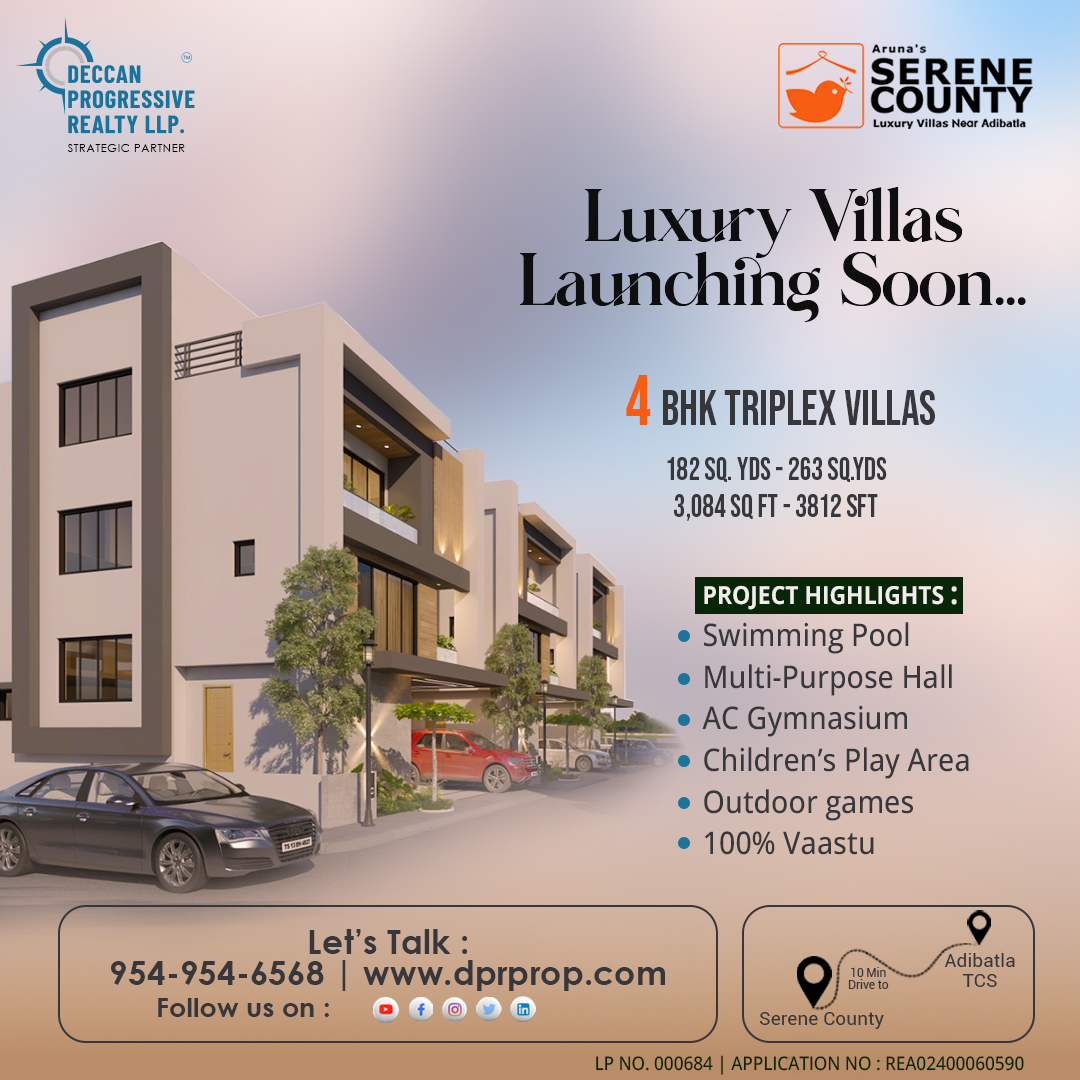 DECCAN
PROGRESSIVE
REALTY LLP.
STRATEGIC PARTNER
TM
Aruna's
SERENE
COUNTY
Luxury Villas Near Adibatla
Luxury Villas
Launching Soon...
4 BHK TRIPLEX VILLAS
182 SQ. YDS - 263 SQ.YDS
3,084 SQ FT - 3812 SFT
PROJECT HIGHLIGHTS :
• Swimming Pool
• Multi-Purpose Hall
• AC Gymnasium
• Children's Play Area
• Outdoor games
• 100% Vaastu
Let's Talk :
954-954-6568 | www.dprprop.com
Follow us on :
10 Min
Drive to
Adibatla
TCS
Serene County
LP NO. 000684 | APPLICATION NO : REA02400060590